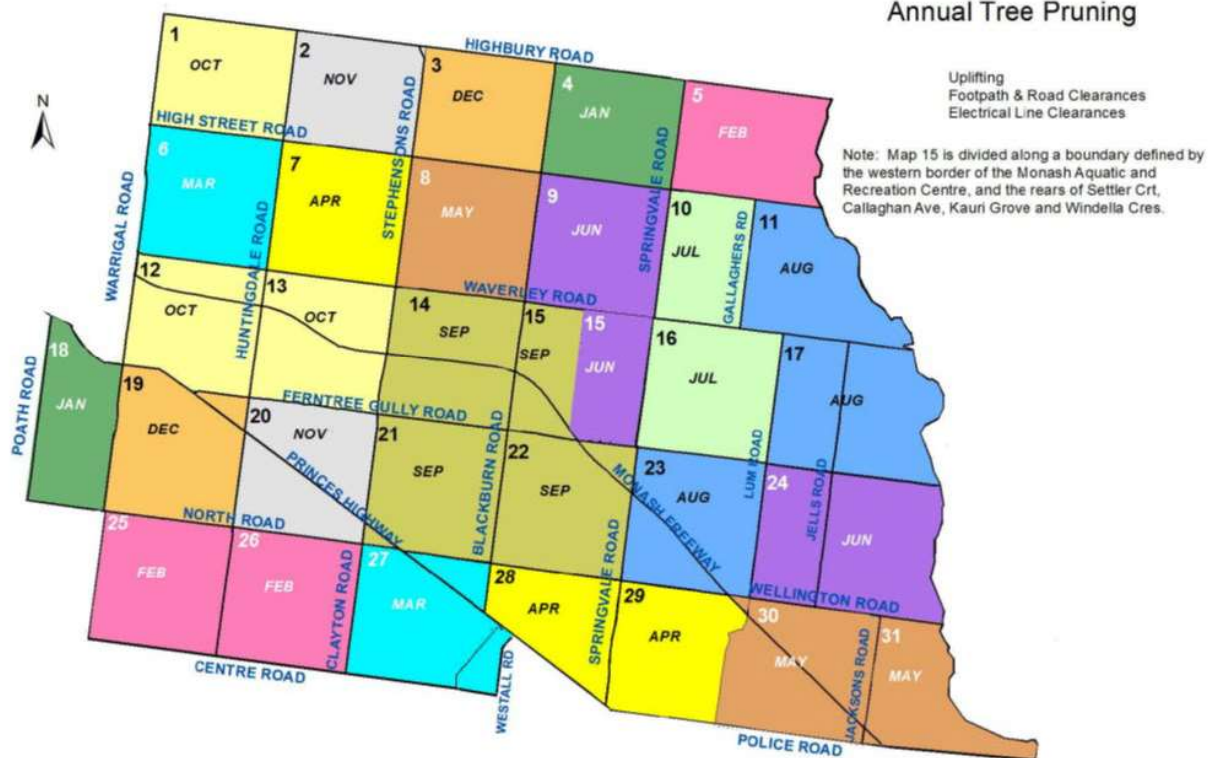 Annual Tree Pruning
Uplifting
Footpath & Road Clearances
Electrical Line Clearances
Note: Map 15 is divided along a boundary defined by
the western border of the Monash Aquatic and
Recreation Centre, and the rears of Settler Crt,
Callaghan Ave, Kauri Grove and Windella Cres.
N
HIGHBURY ROAD
1
OCT
2
NOV
3
DEC
4
JAN
5
FEB
HIGH STREET ROAD
STEPHENSONS ROAD
SPRINGVALE ROAD
6
MAR
7
APR
8
MAY
9
JUN
10
JUL
GALLAGHERS RD
11
AUG
WARRIGAL ROAD
HUNTINGDALE ROAD
WAVERLEY ROAD
12
OCT
13
OCT
14
SEP
15
SEP
15
JUN
16
JUL
17
AUG
POATH ROAD
18
JAN
19
DEC
FERNTREE GULLY ROAD
20
NOV
21
SEP
BLACKBURN ROAD
22
SEP
MONASH FREEWAY
23
AUG
LUM ROAD
24
JELLS ROAD
JUN
PRINCES HIGHWAY
NORTH ROAD
SPRINGVALE ROAD
WELLINGTON ROAD
25
FEB
26
FEB
CLAYTON ROAD
27
MAR
28
APR
29
APR
30
MAY
JACKSONS ROAD
31
MAY
CENTRE ROAD
WESTALL RD
POLICE ROAD